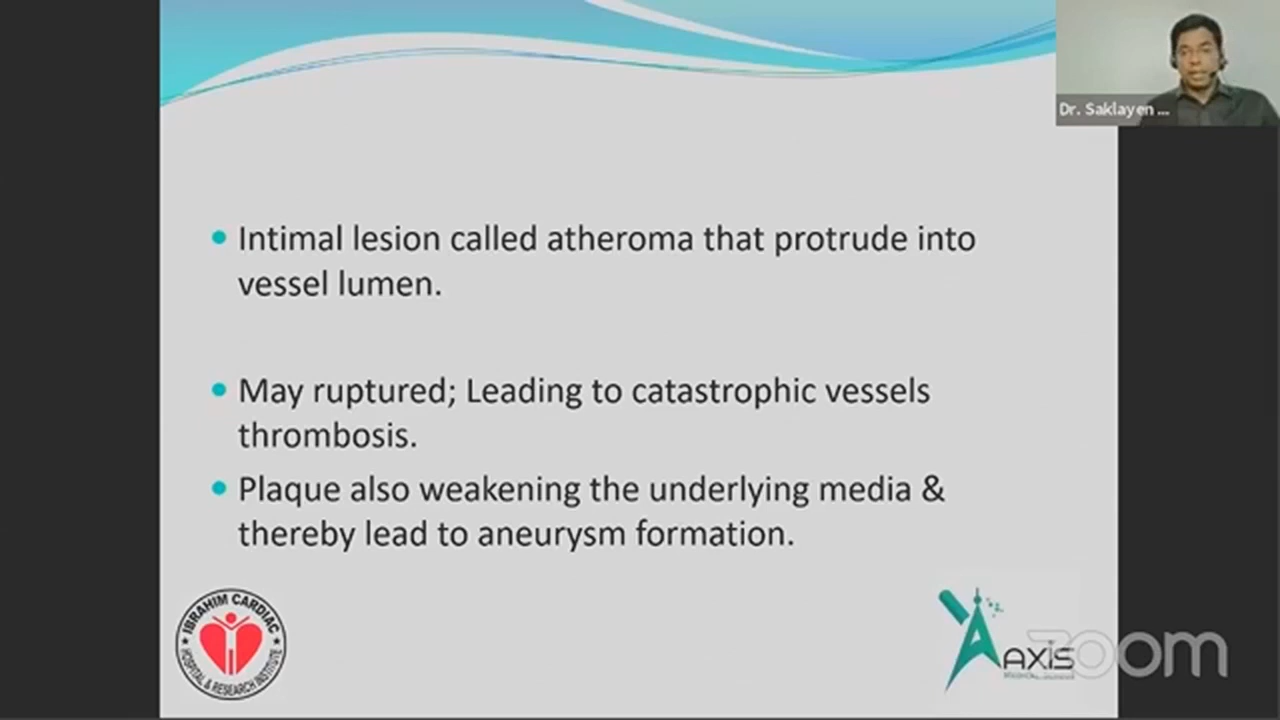 Dr. Saklayen ...
• Intimal lesion called atheroma that protrude into
vessel lumen.
• May ruptured; Leading to catastrophic vessels
thrombosis.
• Plaque also weakening the underlying media &
thereby lead to aneurysm formation.
IBRAHIM CARDIAC
HOSPITAL & RESEARCH INSTITUTE
AXIS
zoom